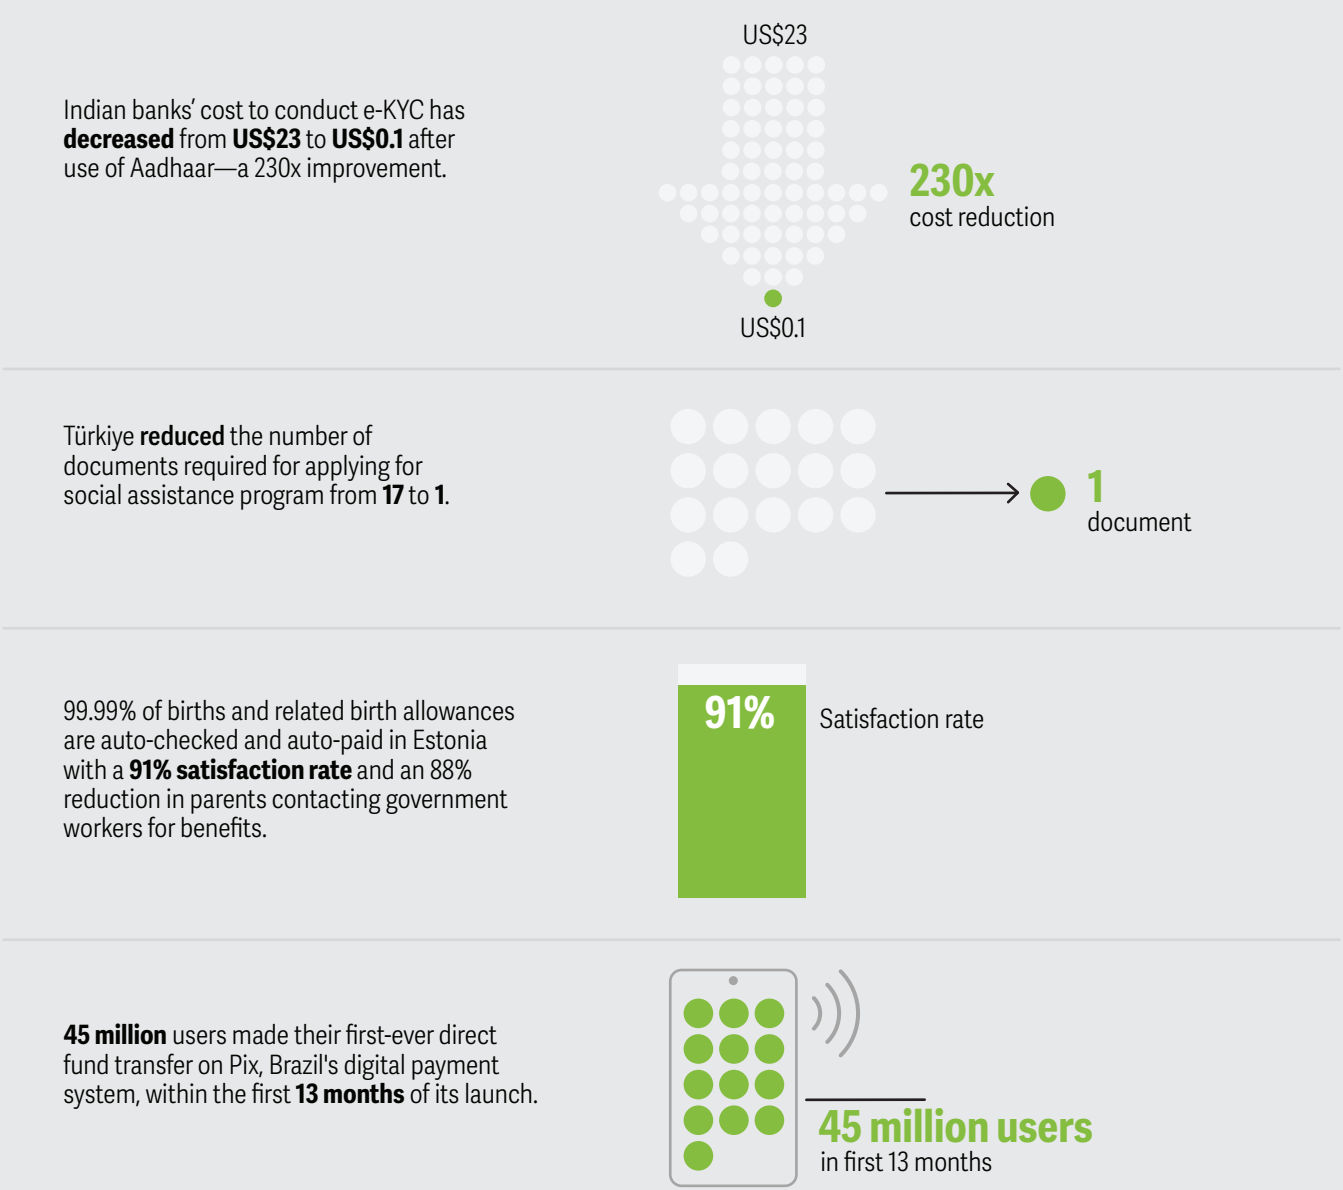 US$23
Indian banks’ cost to conduct e-KYC has
decreased from US$23 to US$0.1 after
use of Aadhaar—a 230x improvement.
230x
cost reduction
US$0.1
Türkiye reduced the number of
documents required for applying for
social assistance program from 17 to 1.
1
document
99.99% of births and related birth allowances
are auto-checked and auto-paid in Estonia
with a 91% satisfaction rate and an 88%
reduction in parents contacting government
workers for benefits.
91%
Satisfaction rate
45 million users made their first-ever direct
fund transfer on Pix, Brazil's digital payment
system, within the first 13 months of its launch.
45 million users
in first 13 months